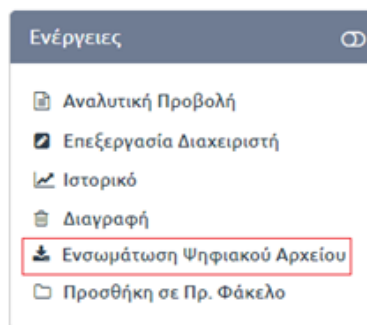 Ενέργειες
Αναλυτική Προβολή
Επεξεργασία Διαχειριστή
Ιστορικό
Διαγραφή
Ενσωμάτωση Ψηφιακού Αρχείου
Προσθήκη σε Πρ. Φάκελο